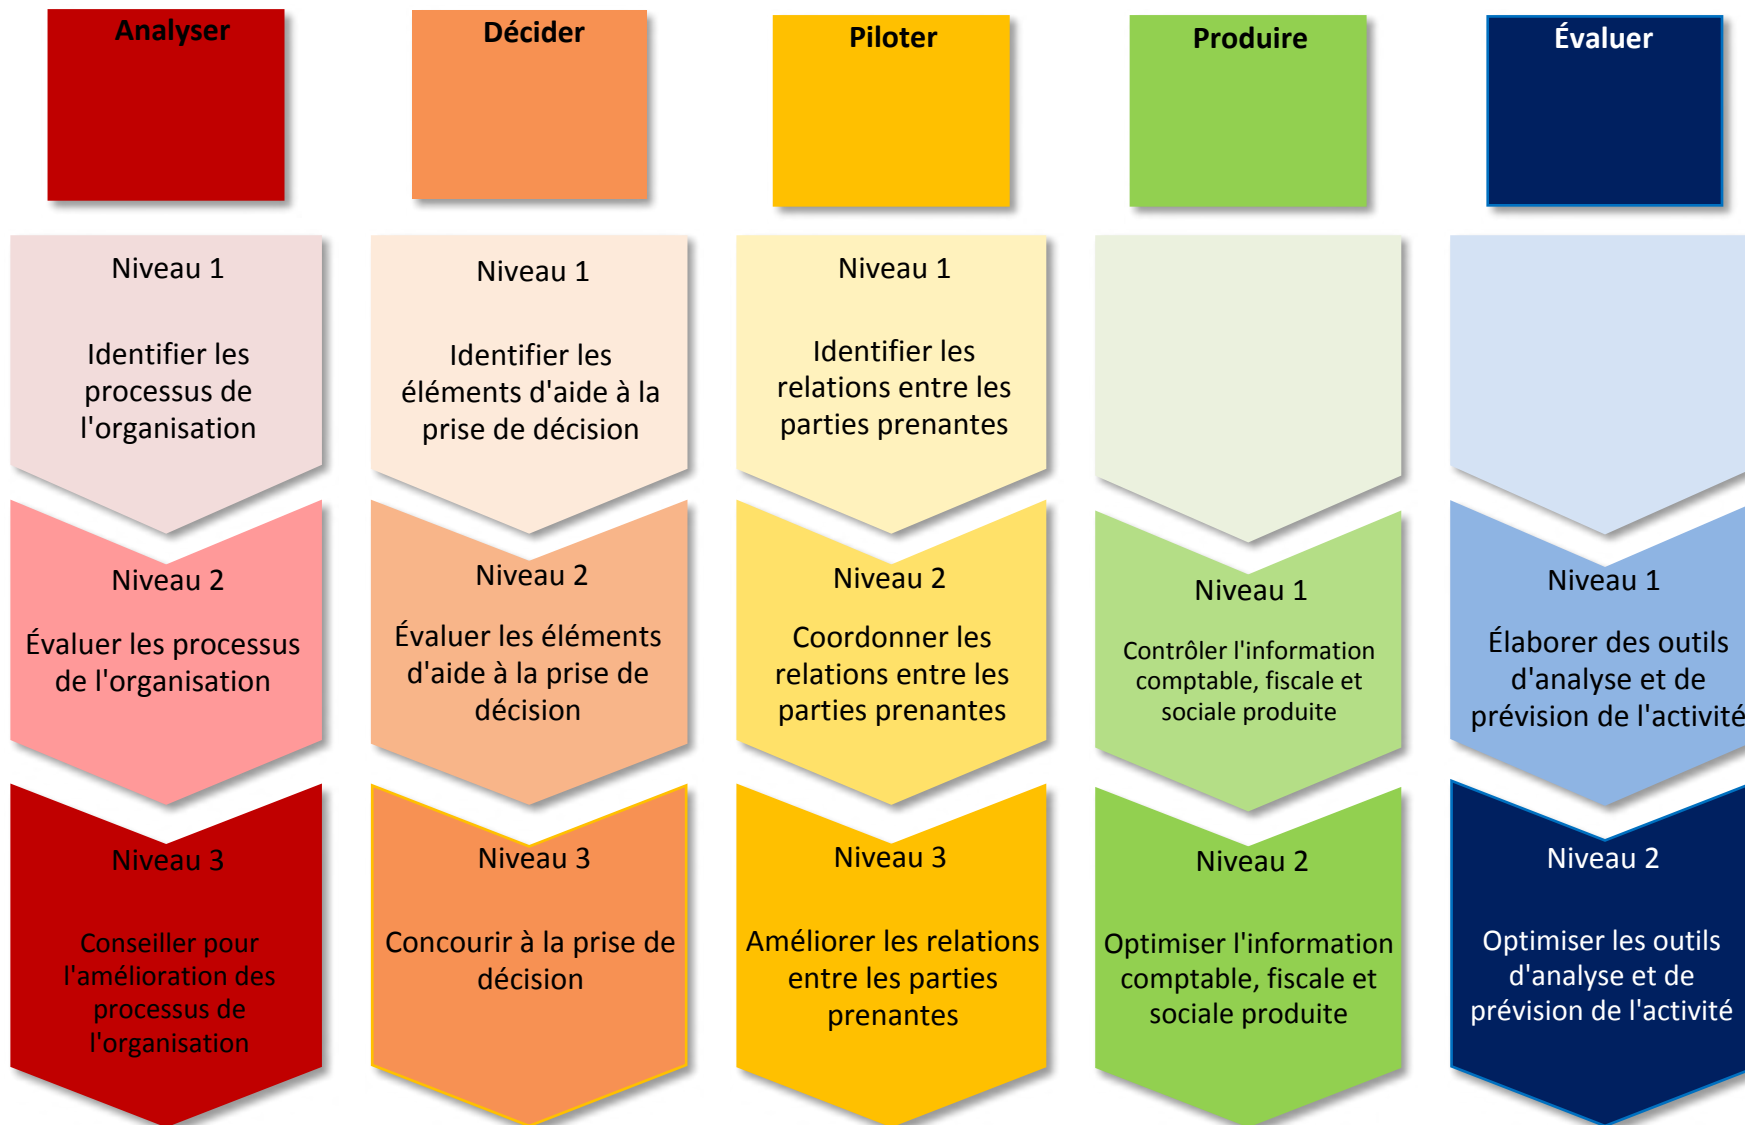 Analyser
Décider
Piloter
Produire
Évaluer
Niveau 1
Identifier les
processus de
l'organisation
Niveau 1
Identifier les
éléments d'aide à la
prise de décision
Niveau 1
Identifier les
relations entre les
parties prenantes
Niveau 2
Évaluer les processus
de l'organisation
Niveau 2
Évaluer les éléments
d'aide à la prise de
décision
Niveau 2
Coordonner les
relations entre les
parties prenantes
Niveau 1
Contrôler l'information
comptable, fiscale et
sociale produite
Niveau 1
Élaborer des outils
d'analyse et de
prévision de l'activité
Niveau 3
Conseiller pour
l'amélioration des
processus de
l'organisation
Niveau 3
Concourir à la prise de
décision
Niveau 3
Améliorer les relations
entre les parties
prenantes
Niveau 2
Optimiser l'information
comptable, fiscale et
sociale produite
Niveau 2
Optimiser les outils
d'analyse et de
prévision de l'activité